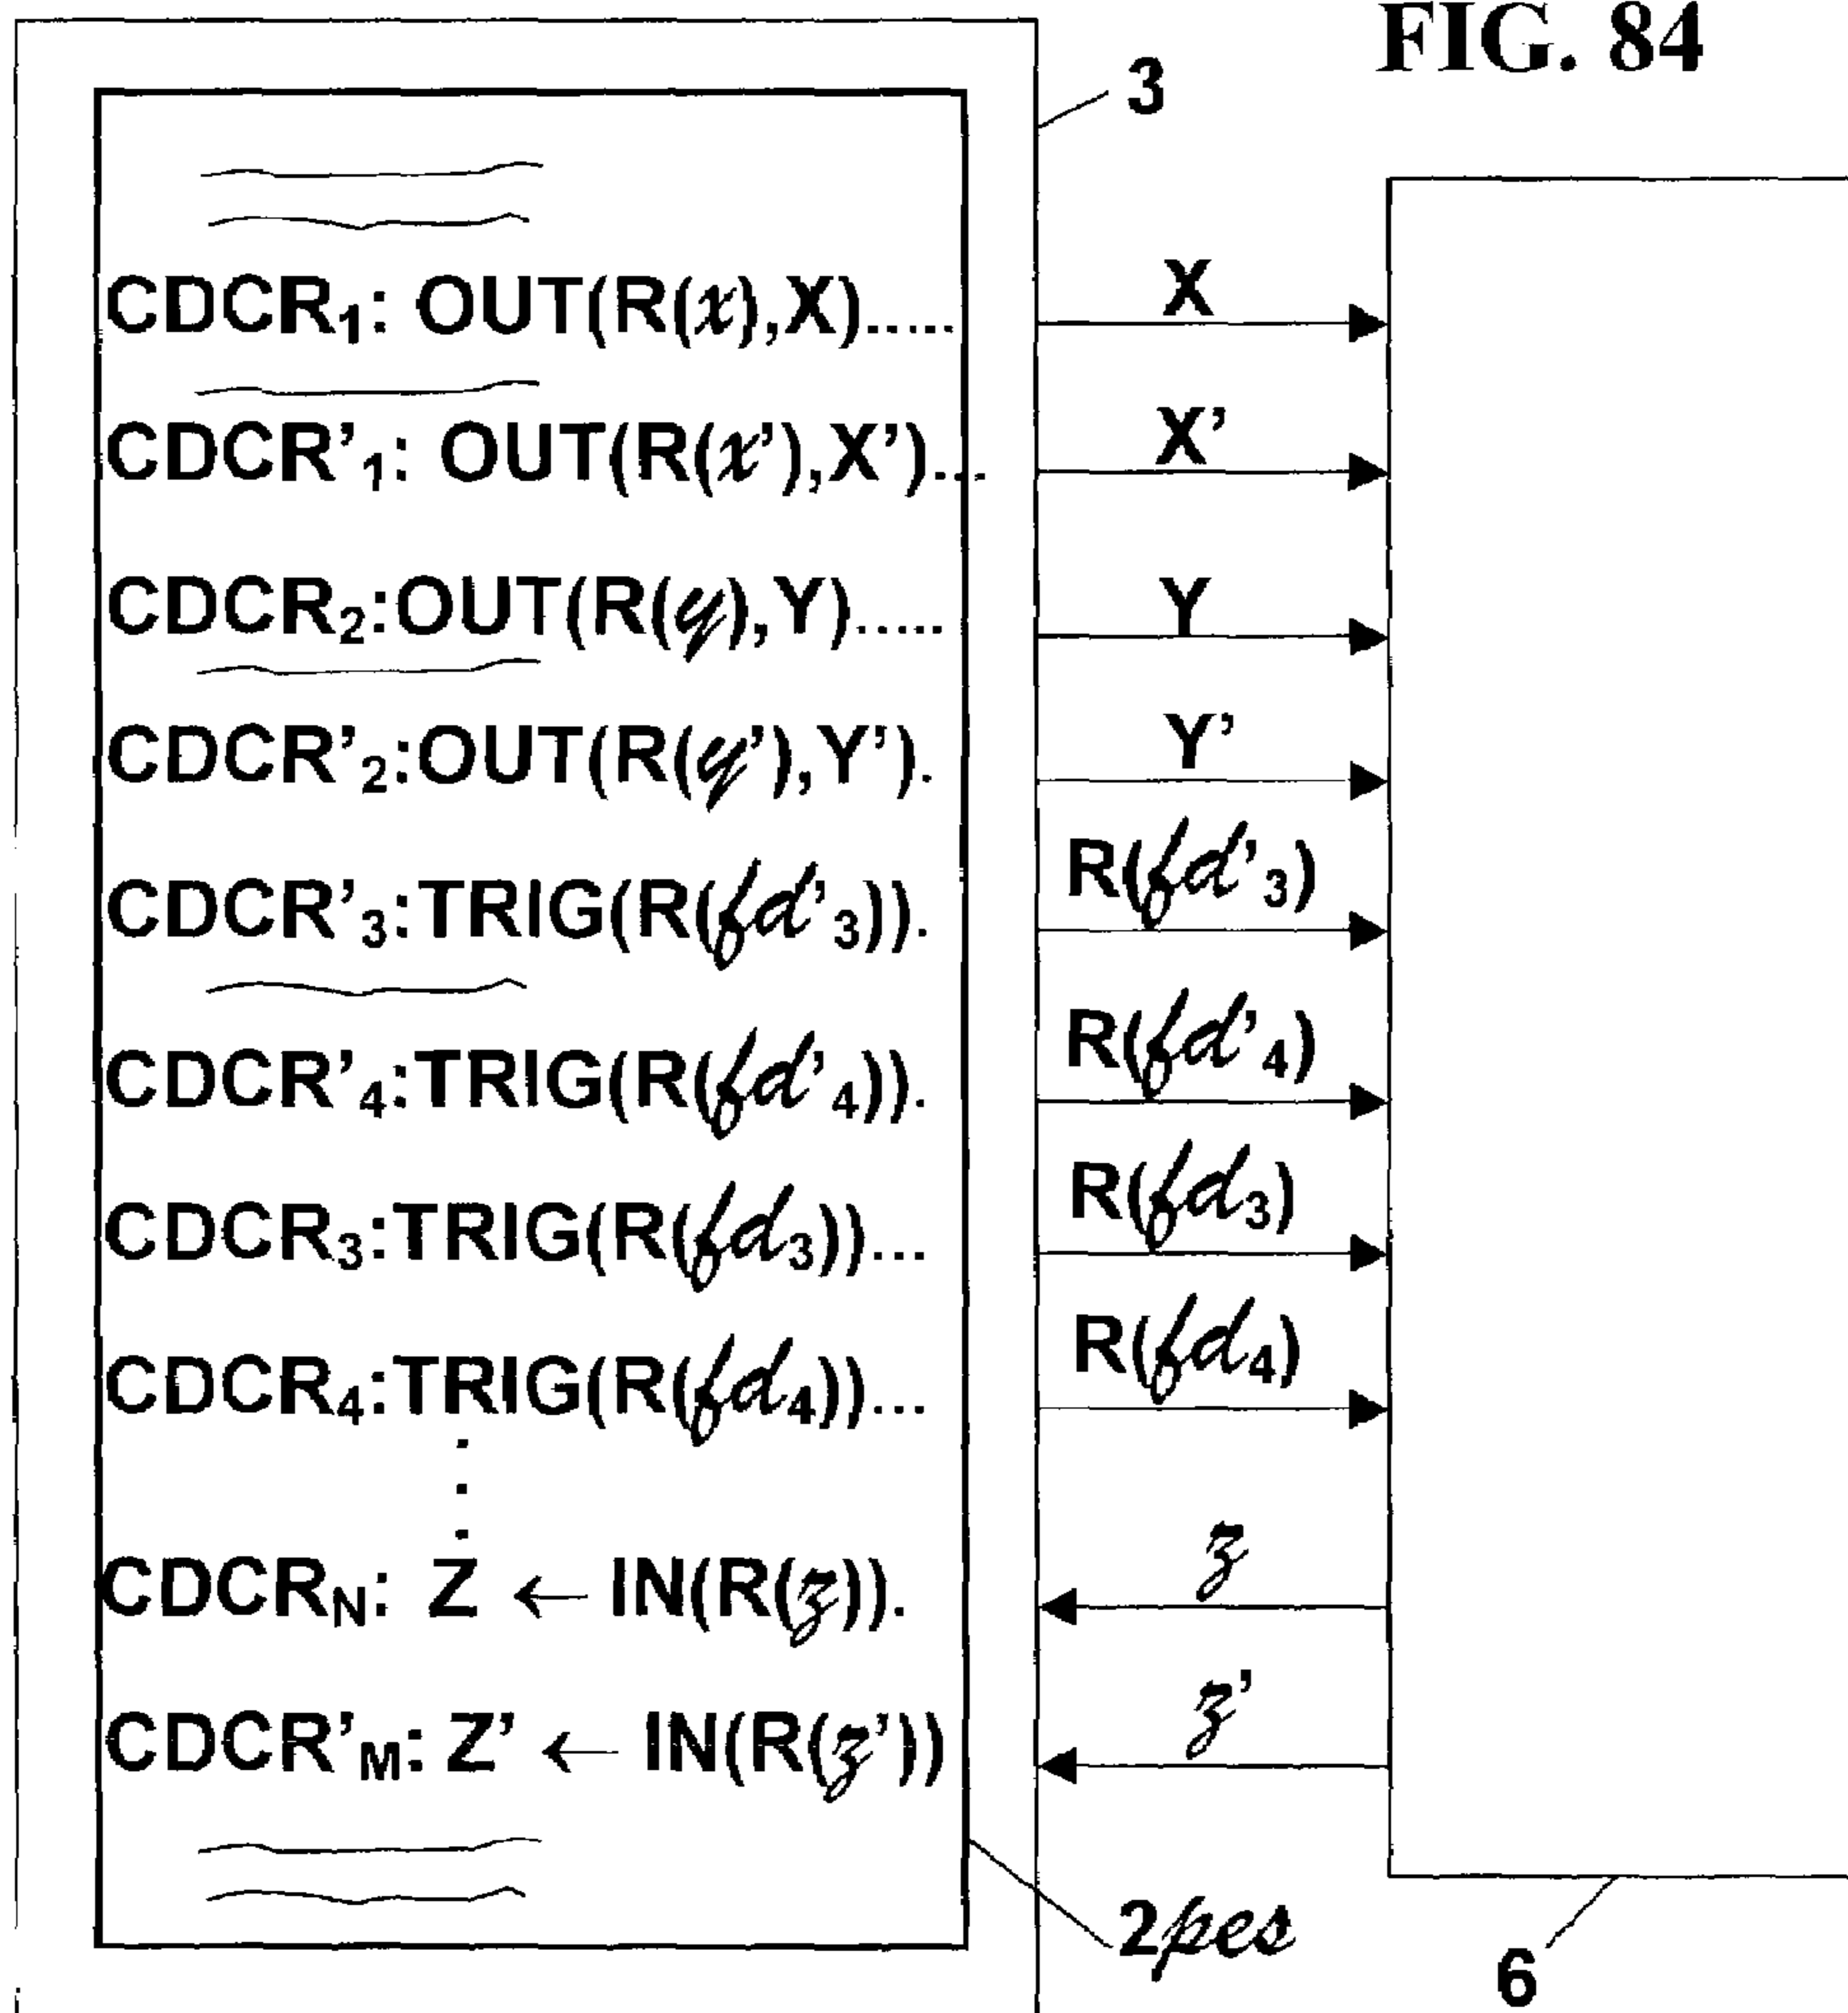 FIG. 84
3
CDCR₁: OUT(R(x),X).....
X
CDCR'₁: OUT(R(x'),X')...
X'
CDCR₂:OUT(R(y),Y).....
Y
CDCR'₂:OUT(R(y'),Y').
Y'
CDCR'₃:TRIG(R(fd'₃)).
R(fd'₃)
CDCR'₄:TRIG(R(fd'₄)).
R(fd'₄)
CDCR₃:TRIG(R(fd₃))...
R(fd₃)
CDCR₄:TRIG(R(fd₄))...
R(fd₄)
⋮
CDCR_N: Z ← IN(R(z)).
z
CDCR'_M: Z' ← IN(R(z'))
z'
2pes
6